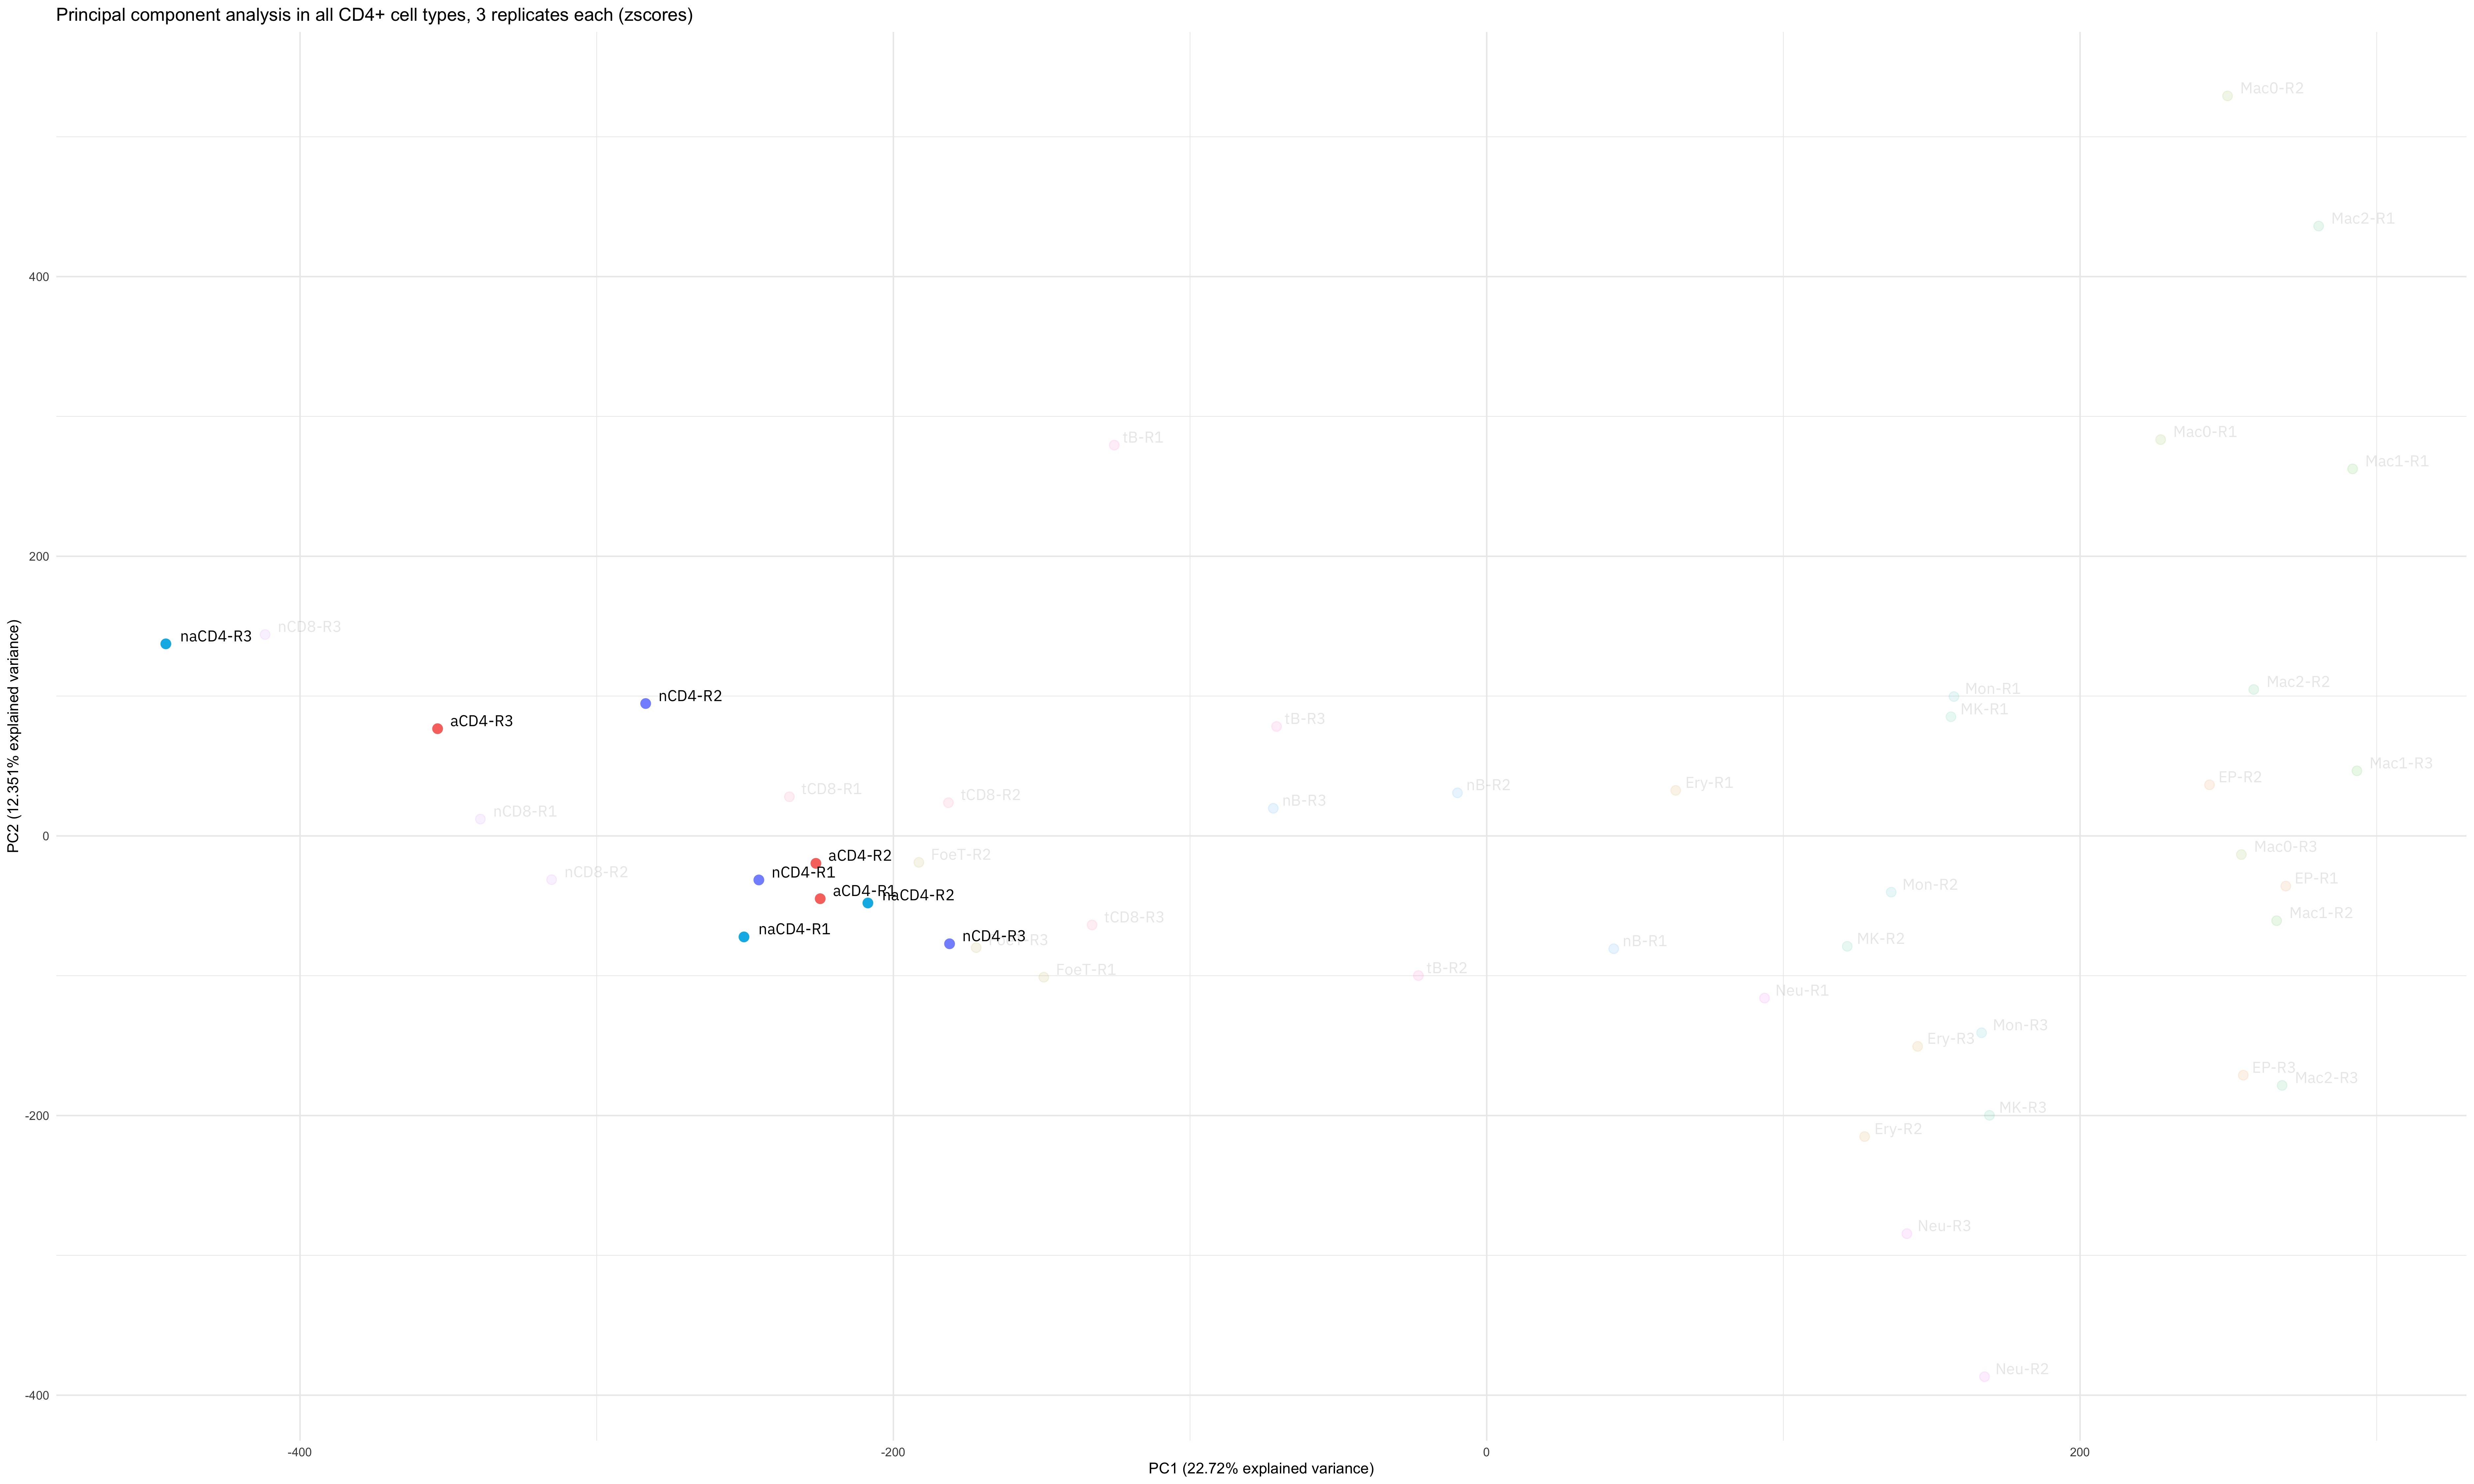 Principal component analysis in all CD4+ cell types, 3 replicates each (zscores)
Mac0-R2
Mac2-R1
400
tB-R1
Mac0-R1
Mac1-R1
200
naCD4-R3
nCD8-R3
nCD4-R2
aCD4-R3
Mon-R1
MK-R1
Mac2-R2
tB-R3
tCD8-R1
tCD8-R2
nB-R3
nB-R2
Ery-R1
EP-R2
Mac1-R3
nCD8-R1
0
aCD4-R2
FoeT-R2
Mac0-R3
nCD8-R2
nCD4-R1
aCD4-R1
naCD4-R2
Mon-R2
EP-R1
Mac1-R2
naCD4-R1
nCD4-R3
FoeT-R3
tCD8-R3
nB-R1
MK-R2
FoeT-R1
tB-R2
Neu-R1
Ery-R3
Mon-R3
EP-R3
Mac2-R3
-200
MK-R3
Ery-R2
Neu-R3
Neu-R2
-400
PC2 (12.351% explained variance)
-400
-200
0
200
PC1 (22.72% explained variance)